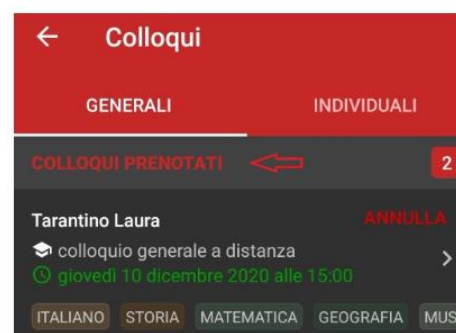 Colloqui
GENERALI INDIVIDUALI
COLLOQUI PRENOTATI 2
Tarantino Laura ANNULLA
colloquio generale a distanza
giovedì 10 dicembre 2020 alle 15:00
ITALIANO STORIA MATEMATICA GEOGRAFIA MUS